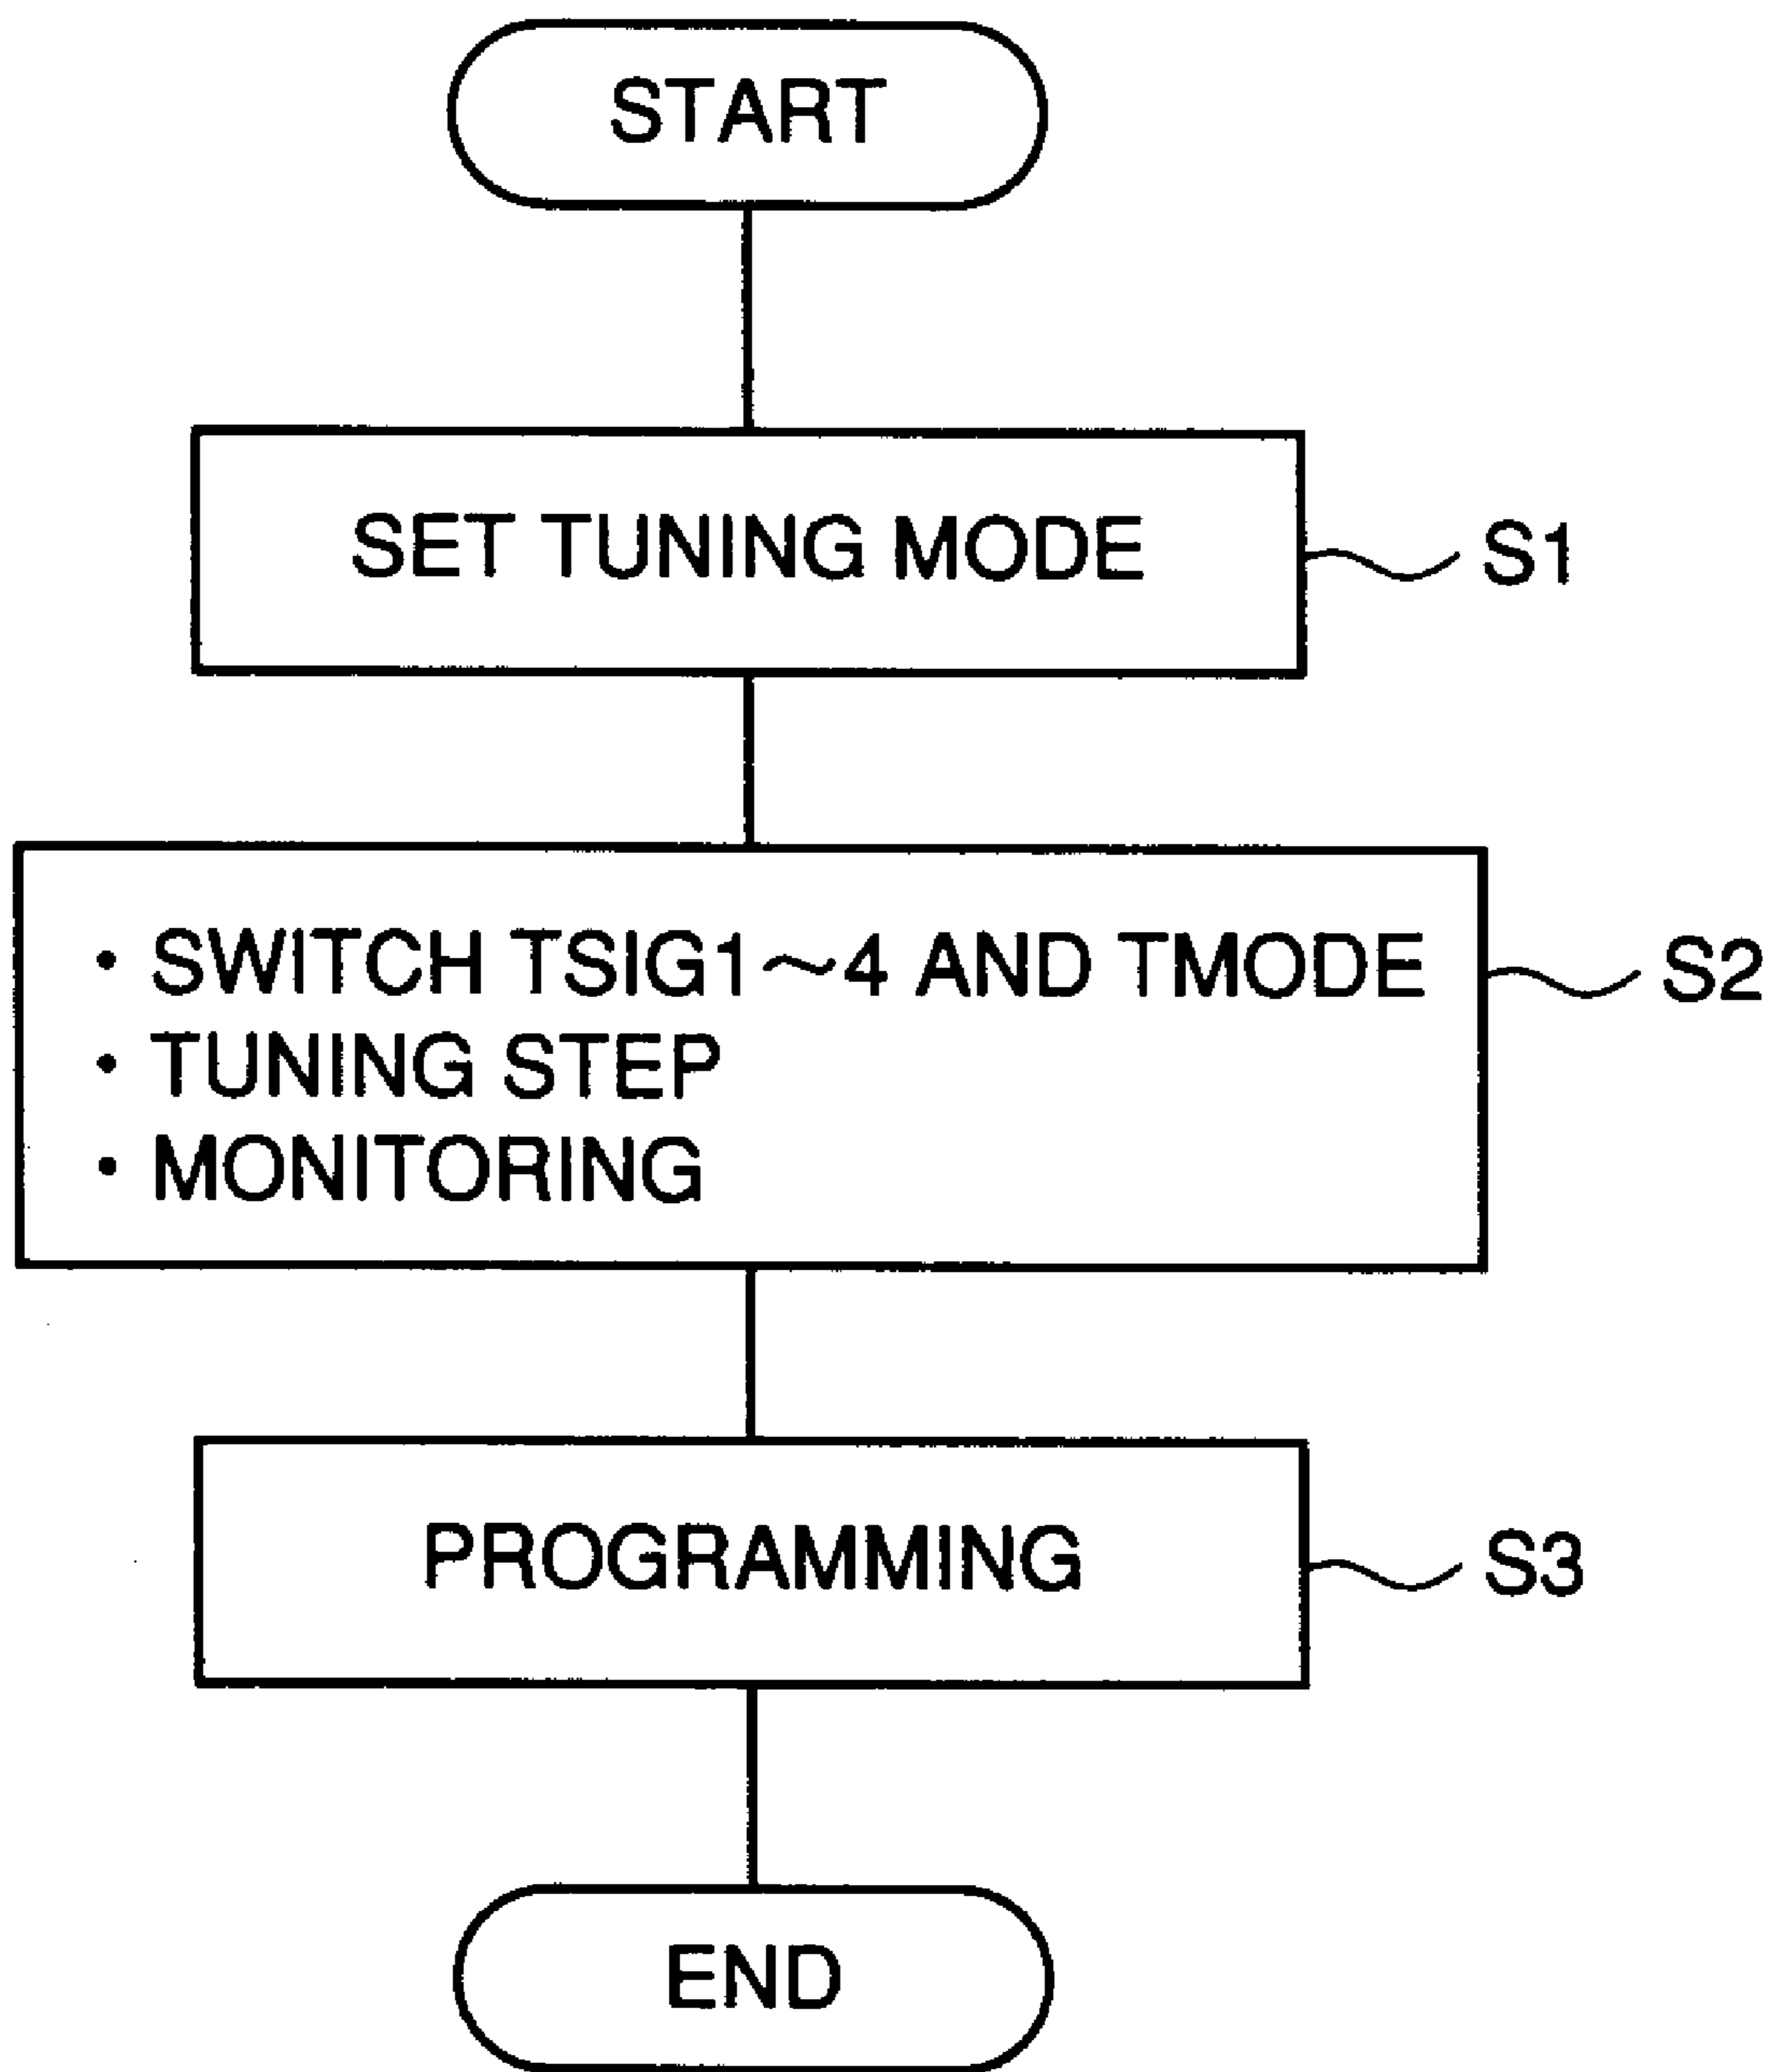 START
SET TUNING MODE
S1
• SWITCH TSIG1~4 AND TMODE
S2
• TUNING STEP
• MONITORING
PROGRAMMING
S3
END